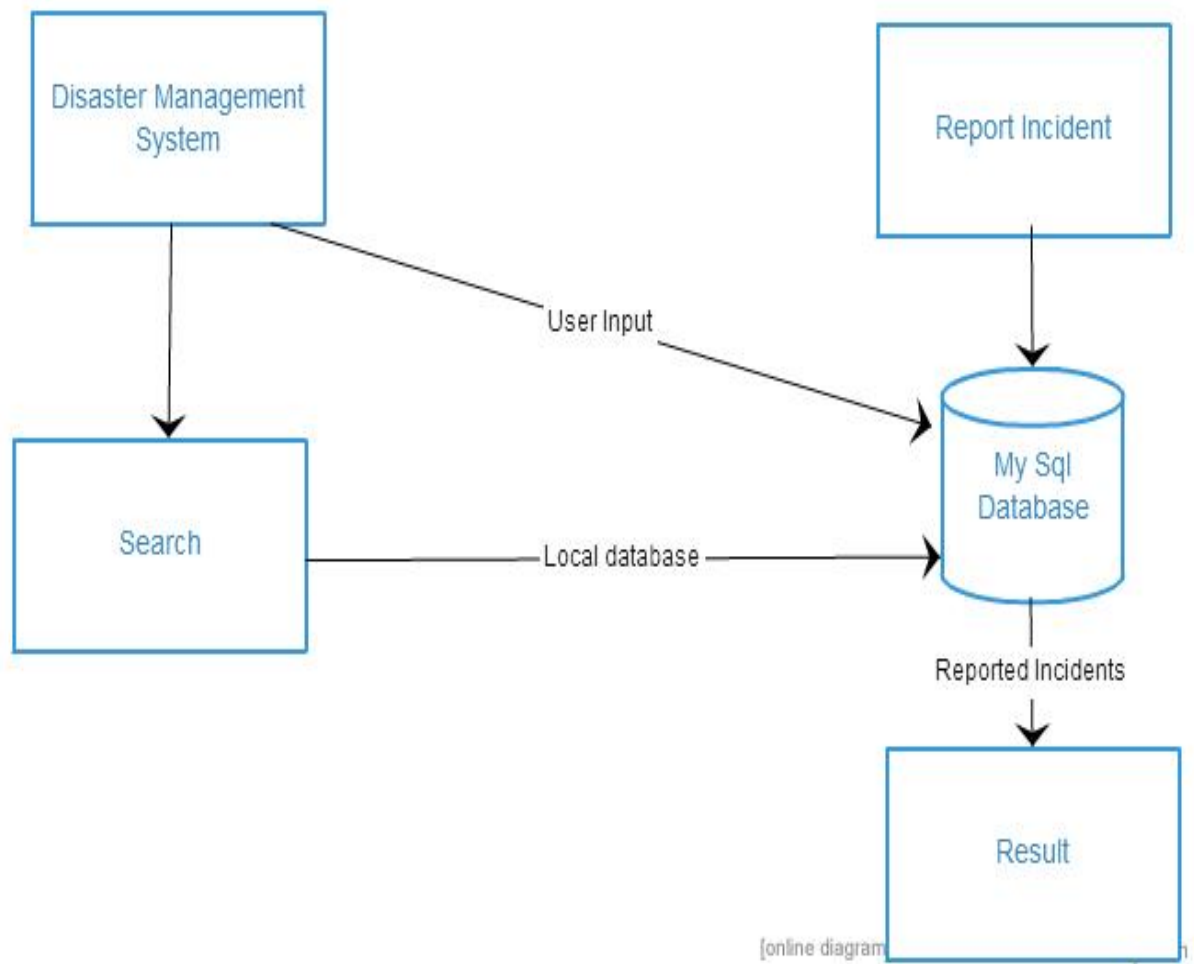 Disaster Management
System
Report Incident
User Input
My Sql
Database
Search
Local database
Reported Incidents
Result
[online diagram